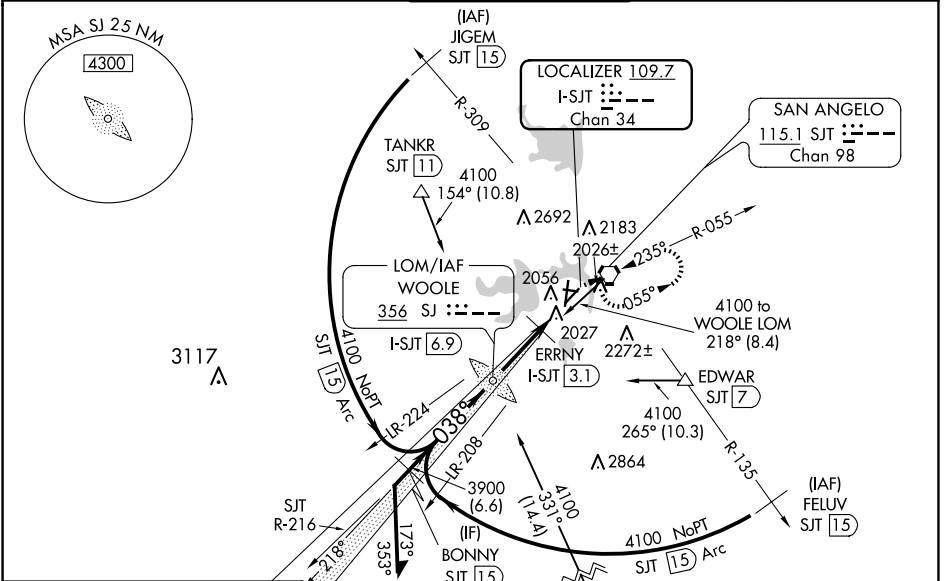 MSA SJ 25 NM
4300
(IAF)
JIGEM
SJT 15
R-309
LOCALIZER 109.7
I-SJT
Chan 34
SAN ANGELO
115.1 SJT
Chan 98
TANKR
SJT 11
4100
154° (10.8)
2692
2183
2026±
235°
R-055
055°
LOM/IAF
WOOLE
356 SJ
I-SJT 6.9
2056
2027
4100 to
WOOLE LOM
218° (8.4)
2272±
ERRNY
I-SJT 3.1
3117
4100 NoPT
SJT 15 Arc
EDWAR
SJT 7
4100
265° (10.3)
R-135
LR-224
038°
LR-208
2864
3900
(6.6)
4100
331°
(14.4)
SJT
R-216
218°
173°
353°
(IF)
BONNY
SJT 15
4100 NoPT
SJT 15 Arc
(IAF)
FELUV
SJT 15